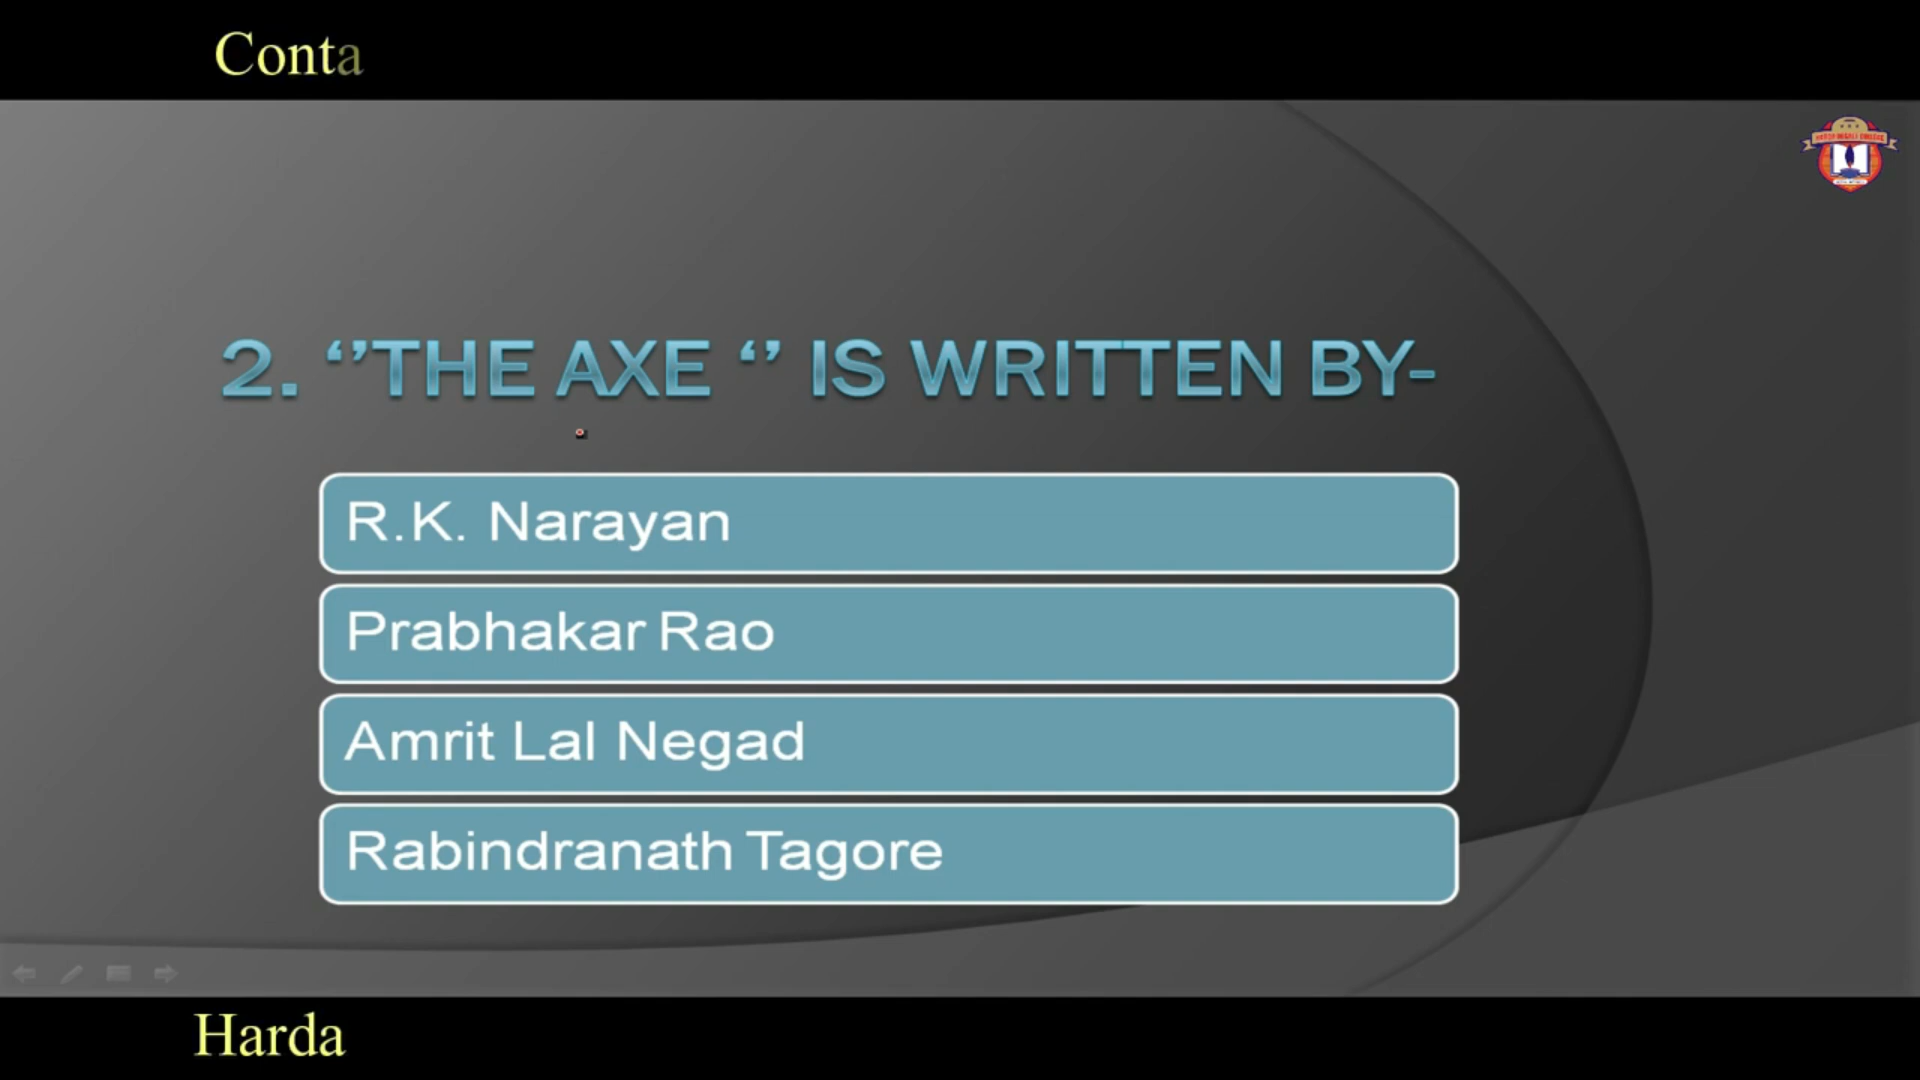 Conta
2. ‘’THE AXE ‘’ IS WRITTEN BY-
R.K. Narayan
Prabhakar Rao
Amrit Lal Negad
Rabindranath Tagore
Harda